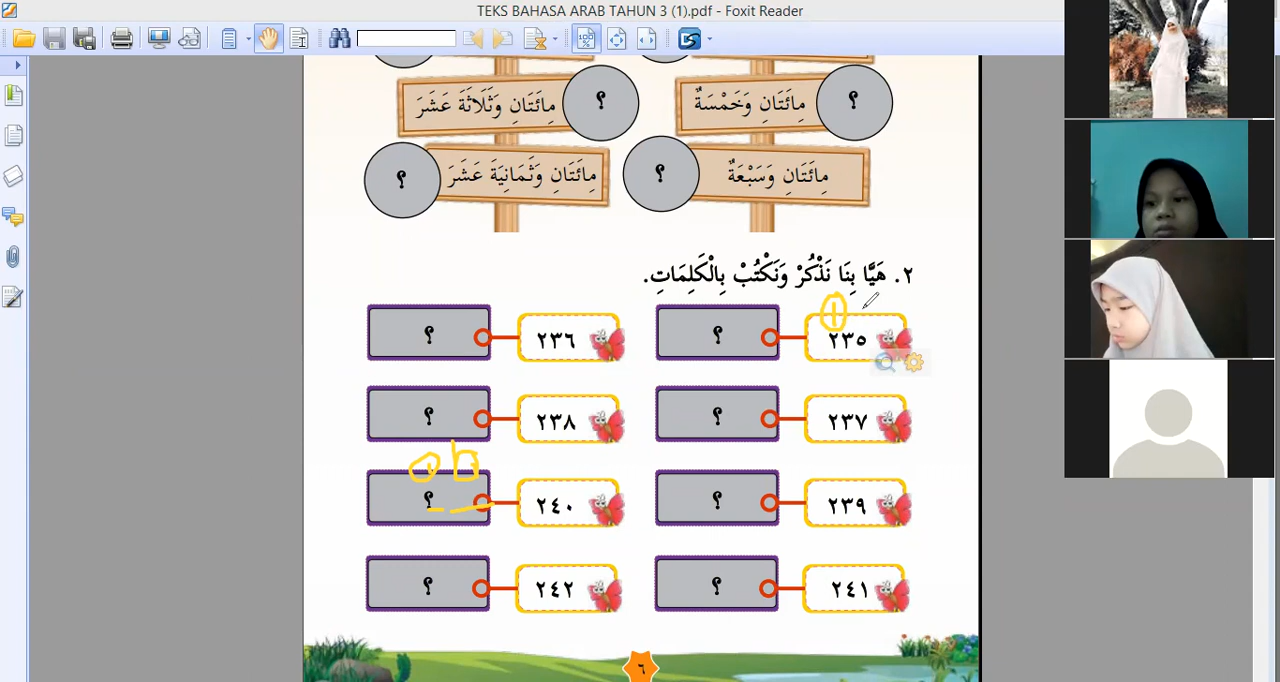 TEKS BAHASA ARAB TAHUN 3 (1).pdf - Foxit Reader
؟ مِائَتَانِ وَخَمْسَةٌ
؟ مِائَتَانِ وَثَلَاثَةَ عَشَرَ
مِائَتَانِ وَسَبْعَةٌ ؟
مِائَتَانِ وَثَمَانِيَةَ عَشَرَ ؟
٢. هَيَّا بِنَا نَذْكُرْ وَنَكْتُبْ بِالْكَلِمَاتِ.
1
٢٣٥ ؟
٢٣٦ ؟
٢٣٧ ؟
٢٣٨ ؟
٢٣٩ ؟
٢٤٠ ؟
٢٤١ ؟
٢٤٢ ؟
٦